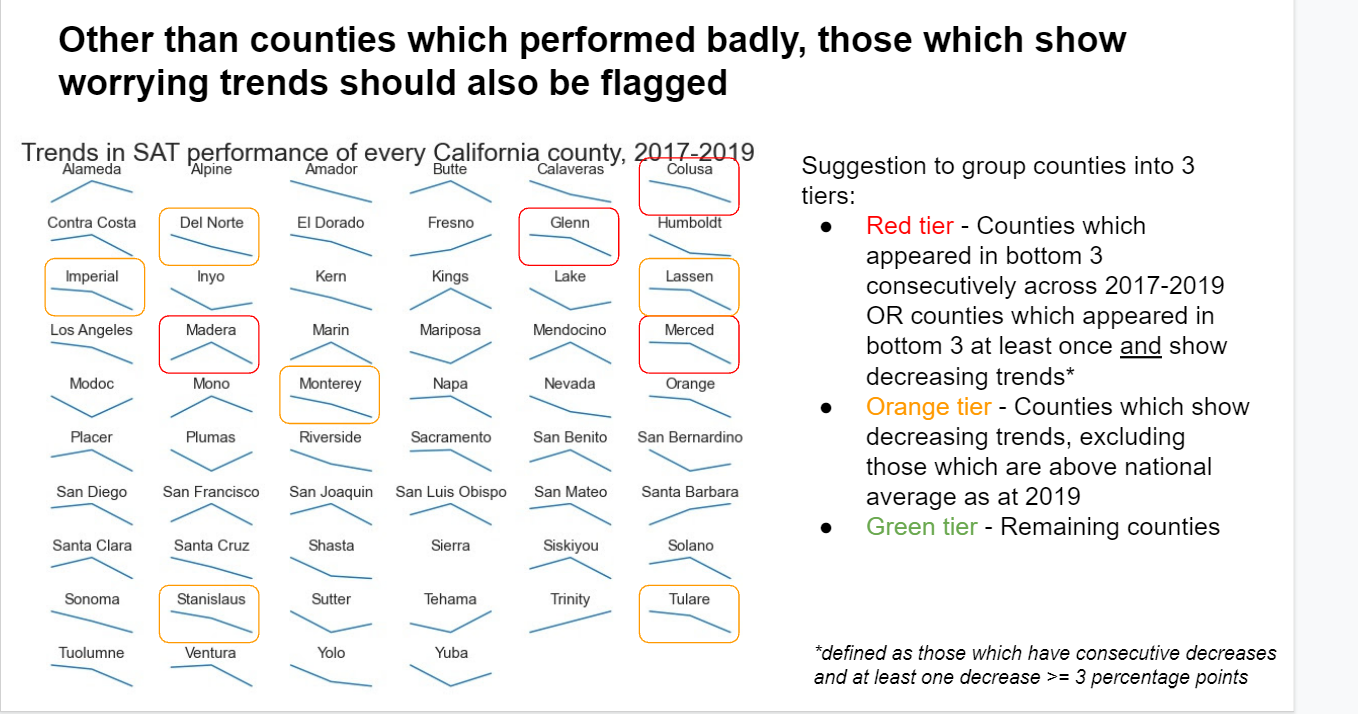 Other than counties which performed badly, those which show
worrying trends should also be flagged
Trends in SAT performance of every California county, 2017-2019
Alameda Alpine Amador Butte Calaveras Colusa
Contra Costa Del Norte El Dorado Fresno Glenn Humboldt
Imperial Inyo Kern Kings Lake Lassen
Los Angeles Madera Marin Mariposa Mendocino Merced
Modoc Mono Monterey Napa Nevada Orange
Placer Plumas Riverside Sacramento San Benito San Bernardino
San Diego San Francisco San Joaquin San Luis Obispo San Mateo Santa Barbara
Santa Clara Santa Cruz Shasta Sierra Siskiyou Solano
Sonoma Stanislaus Sutter Tehama Trinity Tulare
Tuolumne Ventura Yolo Yuba
Suggestion to group counties into 3
tiers:
● Red tier - Counties which
appeared in bottom 3
consecutively across 2017-2019
OR counties which appeared in
bottom 3 at least once and show
decreasing trends*
● Orange tier - Counties which show
decreasing trends, excluding
those which are above national
average as at 2019
● Green tier - Remaining counties
*defined as those which have consecutive decreases
and at least one decrease >= 3 percentage points